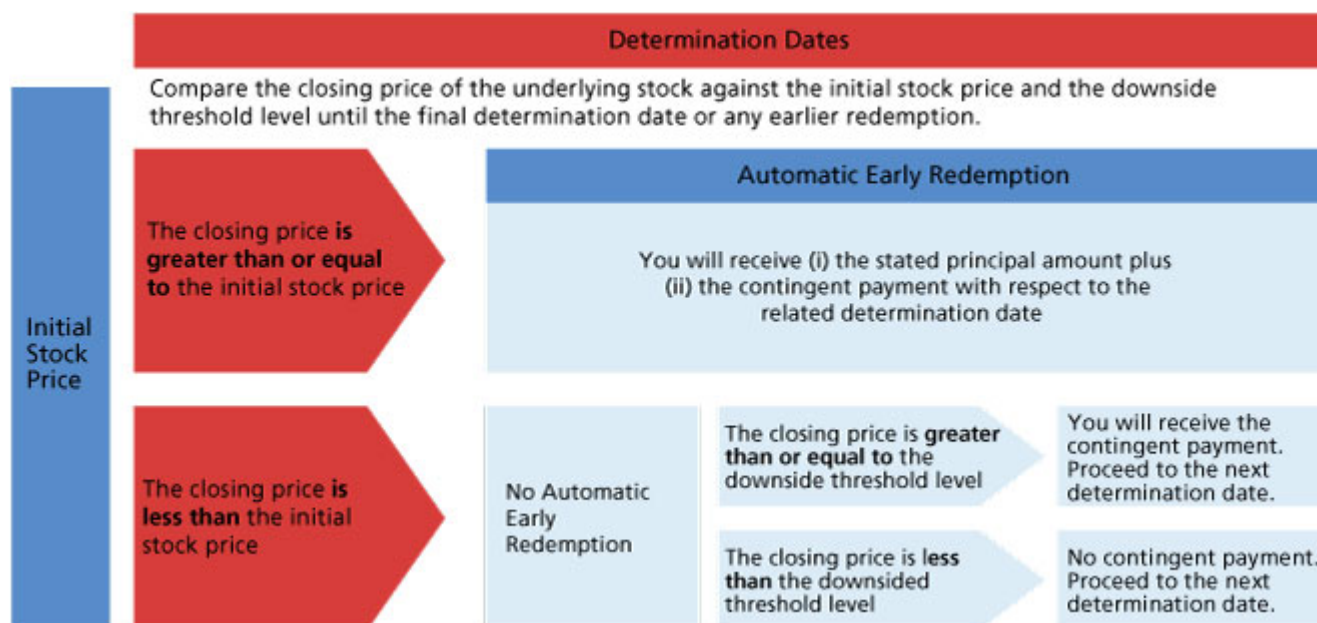 Determination Dates
Compare the closing price of the underlying stock against the initial stock price and the downside
threshold level until the final determination date or any earlier redemption.
Initial
Stock
Price
The closing price is
greater than or equal
to the initial stock price
Automatic Early Redemption
You will receive (i) the stated principal amount plus
(ii) the contingent payment with respect to the
related determination date
The closing price is
less than the initial
stock price
No Automatic
Early
Redemption
The closing price is greater
than or equal to the
downside threshold level
You will receive the
contingent payment.
Proceed to the next
determination date.
The closing price is less
than the downsided
threshold level
No contingent payment.
Proceed to the next
determination date.